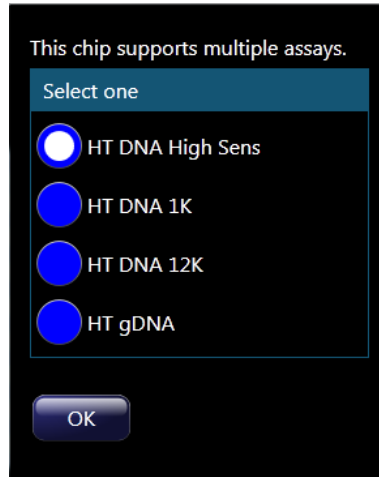 This chip supports multiple assays.
Select one
HT DNA High Sens
HT DNA 1K
HT DNA 12K
HT gDNA
OK